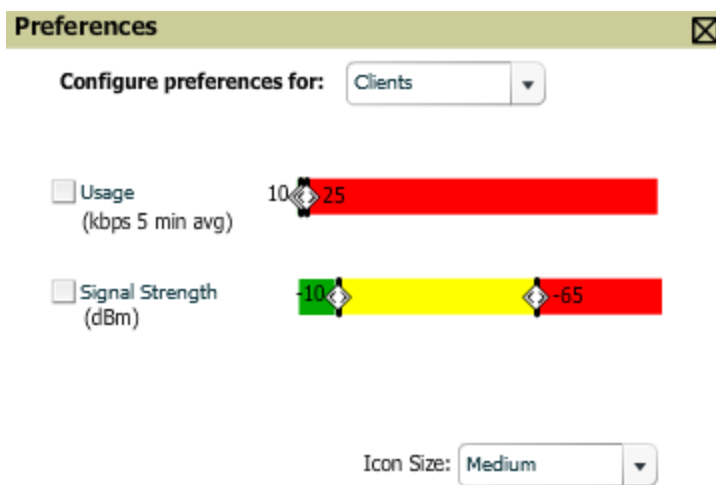 Preferences
Configure preferences for: Clients
Usage 10 25
(kbps 5 min avg)
Signal Strength -10 -65
(dBm)
Icon Size: Medium